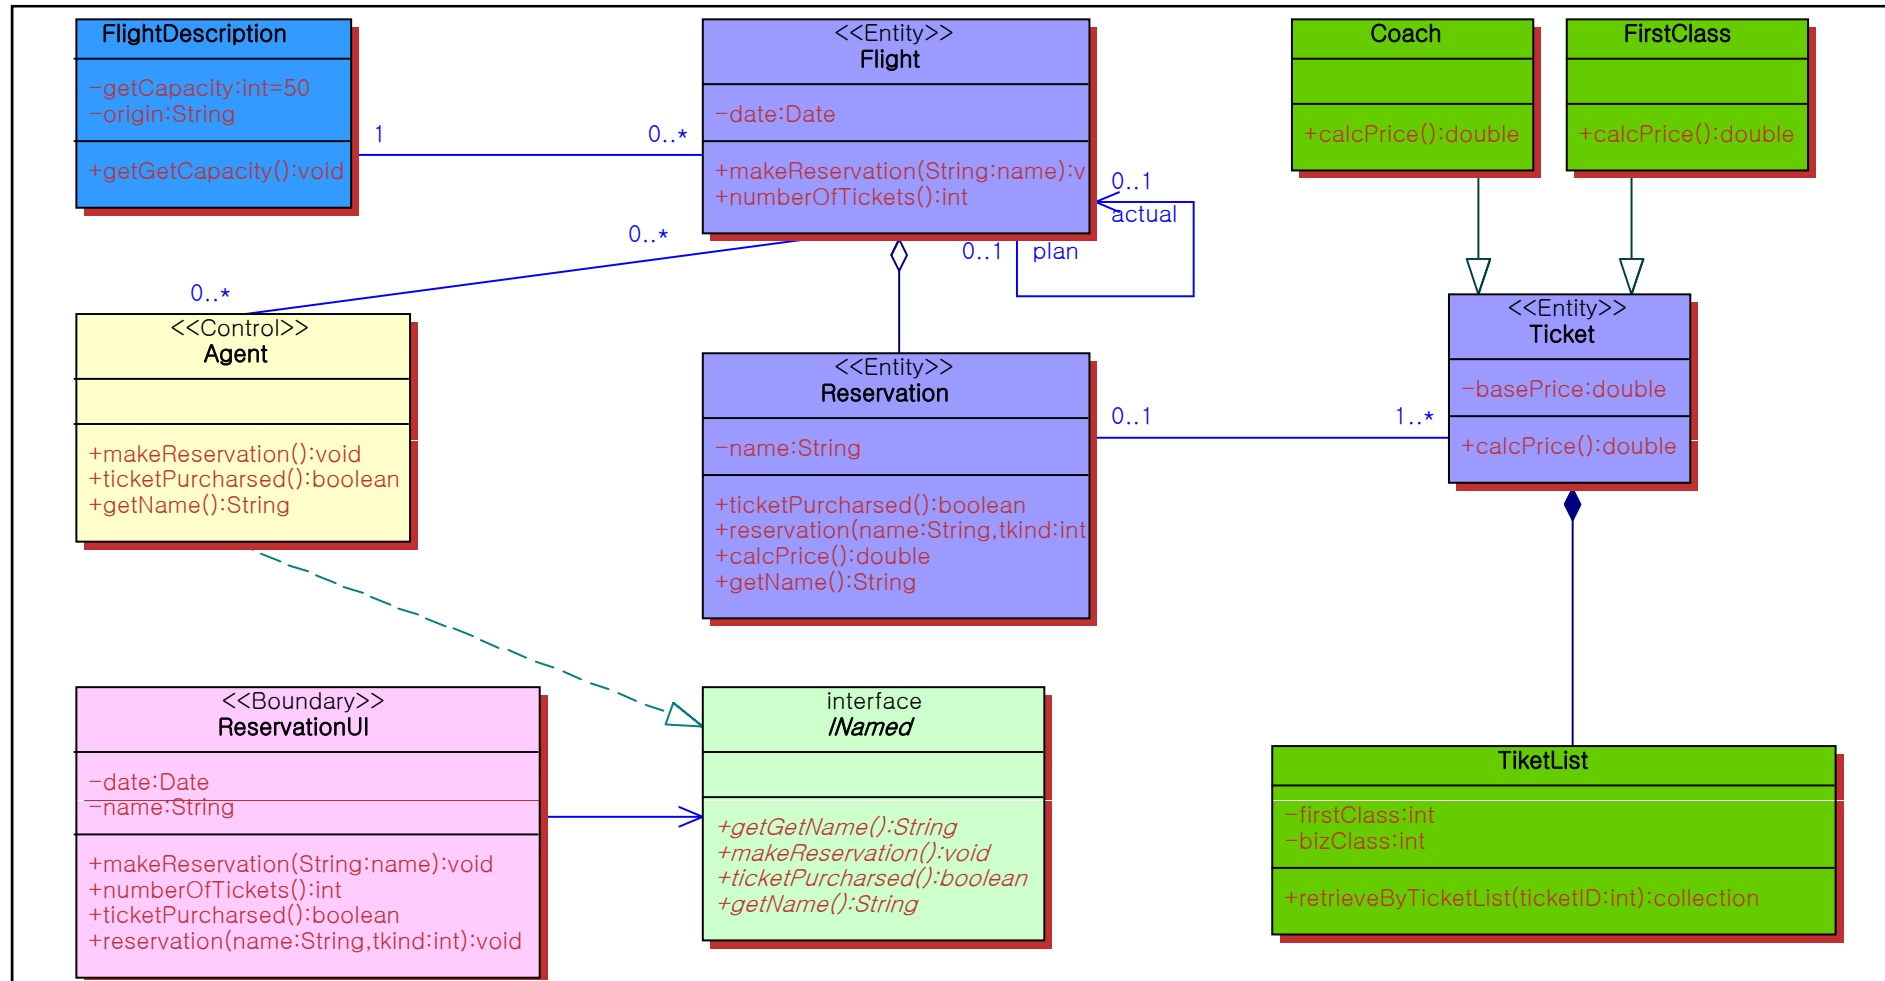 FlightDescription
-getCapacity:int=50
-origin:String
+getGetCapacity():void
1
0..*
<<Entity>>
Flight
-date:Date
+makeReservation(String:name):v
+numberOfTickets():int
0..1
actual
0..1
plan
Coach
+calcPrice():double
FirstClass
+calcPrice():double
0..*
0..*
<<Control>>
Agent
+makeReservation():void
+ticketPurcharsed():boolean
+getName():String
<<Entity>>
Reservation
-name:String
+ticketPurcharsed():boolean
+reservation(name:String,tkind:int
+calcPrice():double
+getName():String
0..1
1..*
<<Entity>>
Ticket
-basePrice:double
+calcPrice():double
<<Boundary>>
ReservationUI
-date:Date
-name:String
+makeReservation(String:name):void
+numberOfTickets():int
+ticketPurcharsed():boolean
+reservation(name:String,tkind:int):void
interface
INamed
+getGetName():String
+makeReservation():void
+ticketPurcharsed():boolean
+getName():String
TiketList
-firstClass:int
-bizClass:int
+retrieveByTicketList(ticketID:int):collection